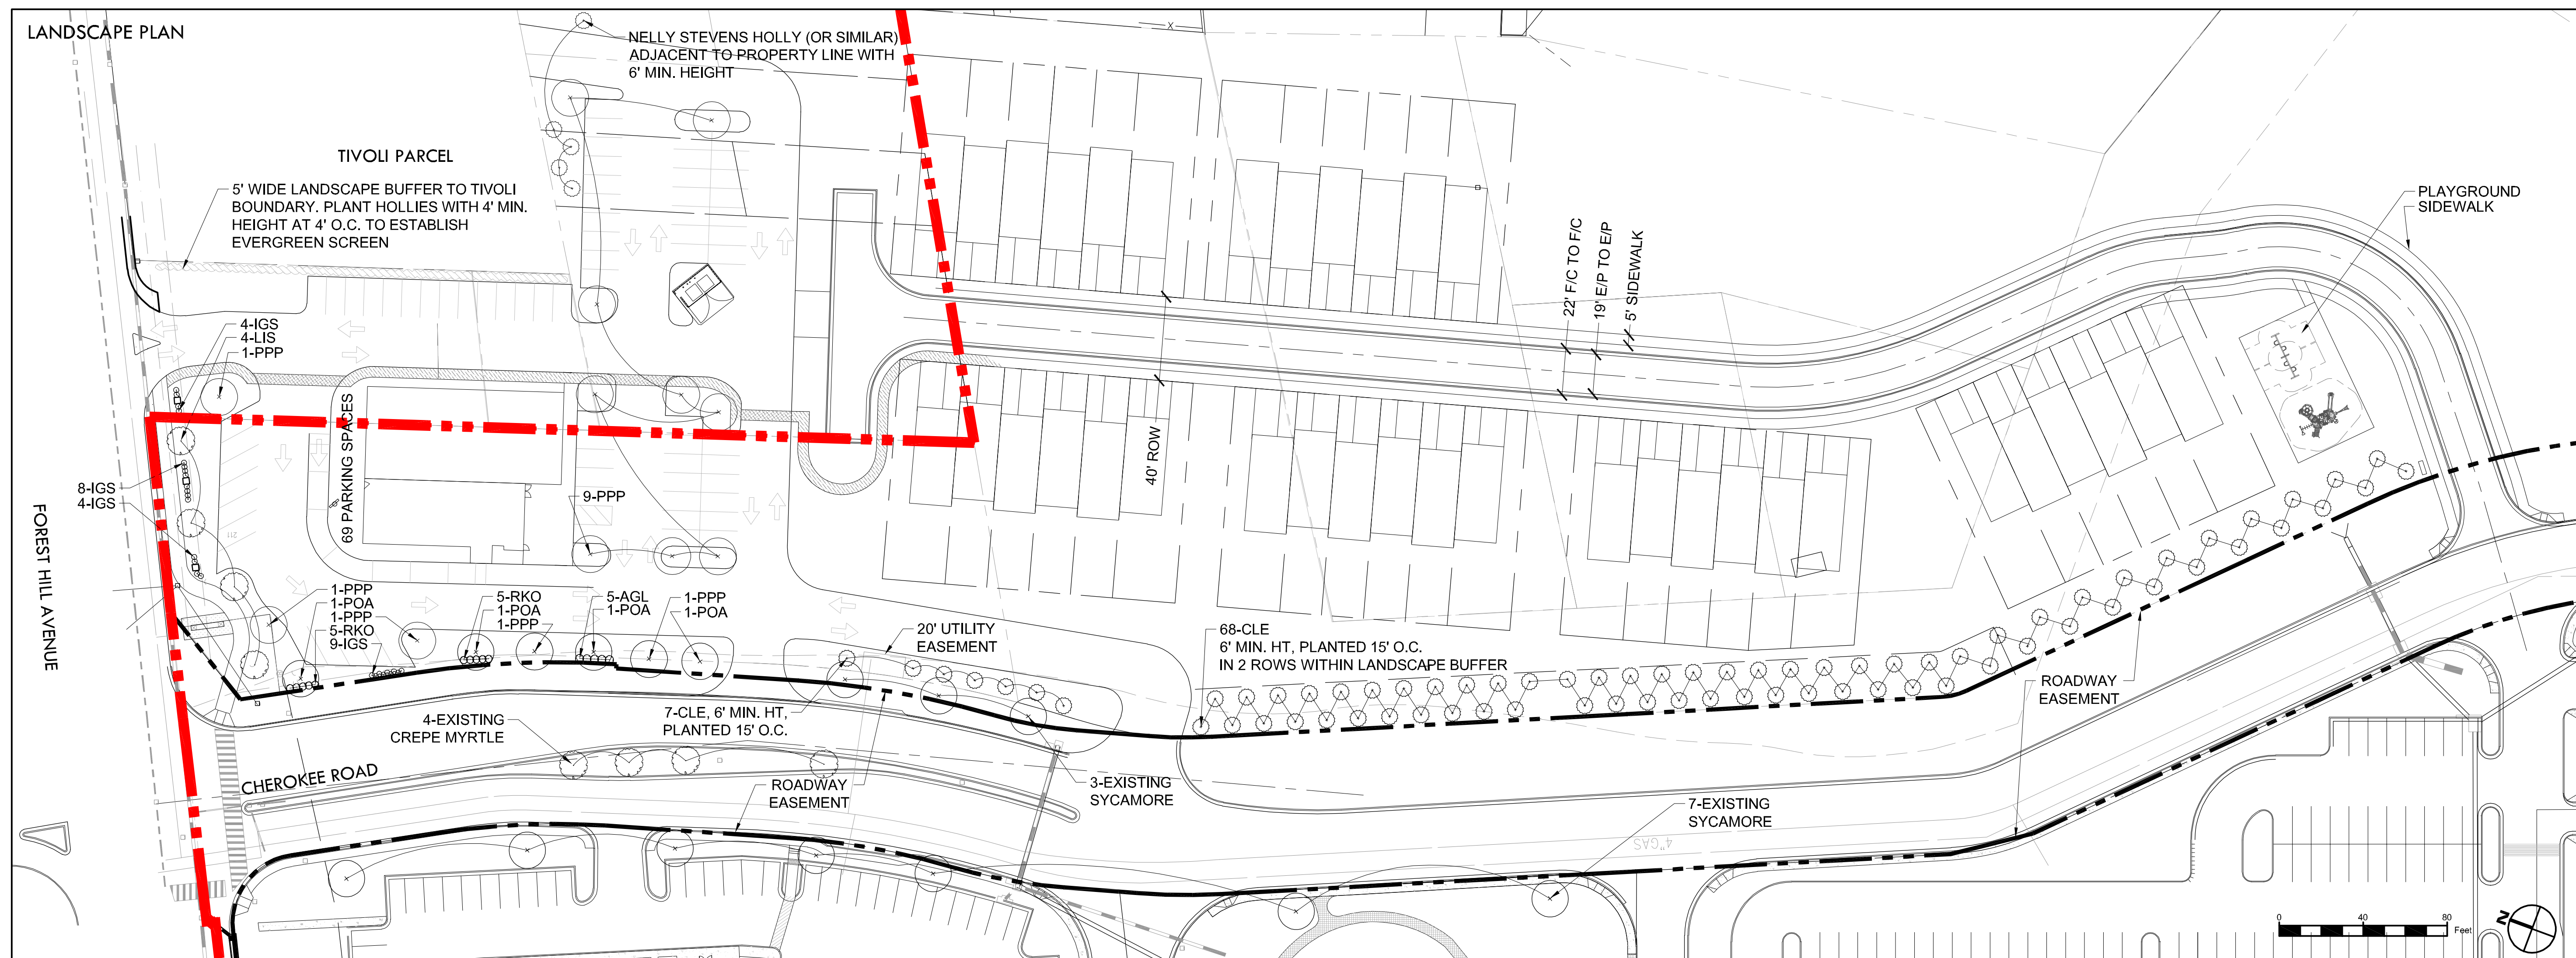 LANDSCAPE PLAN
NELLY STEVENS HOLLY (OR SIMILAR)
ADJACENT TO PROPERTY LINE WITH
6' MIN. HEIGHT
TIVOLI PARCEL
5' WIDE LANDSCAPE BUFFER TO TIVOLI
BOUNDARY. PLANT HOLLIES WITH 4' MIN.
HEIGHT AT 4' O.C. TO ESTABLISH
EVERGREEN SCREEN
PLAYGROUND
SIDEWALK
22' F/C TO F/C
19' E/P TO E/P
5' SIDEWALK
4-IGS
4-LIS
1-PPP
69 PARKING SPACES
40' ROW
8-IGS
4-IGS
FOREST HILL AVENUE
211
9-PPP
1-PPP
1-POA
1-PPP
5-RKO
9-IGS
5-RKO
1-POA
1-PPP
5-AGL
1-POA
1-PPP
1-POA
20' UTILITY
EASEMENT
68-CLE
6' MIN. HT, PLANTED 15' O.C.
IN 2 ROWS WITHIN LANDSCAPE BUFFER
ROADWAY
EASEMENT
4-EXISTING
CREPE MYRTLE
7-CLE, 6' MIN. HT,
PLANTED 15' O.C.
CHEROKEE ROAD
ROADWAY
EASEMENT
3-EXISTING
SYCAMORE
7-EXISTING
SYCAMORE
4"GAS
0 40 80
Feet
N